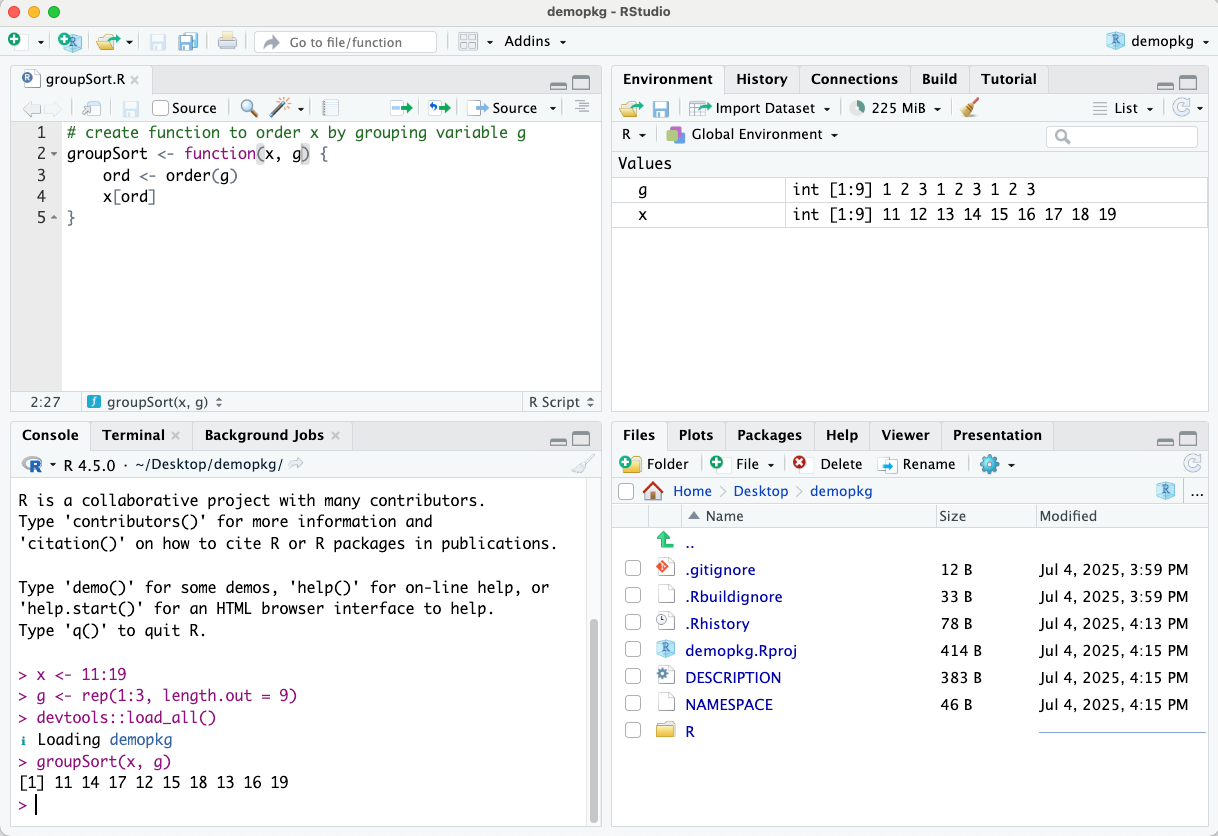 demopkg - RStudio
Go to file/function
Addins
demopkg
groupSort.R
Source
Source
1 # create function to order x by grouping variable g
2 groupSort <- function(x, g) {
3     ord <- order(g)
4     x[ord]
5 }
2:27
groupSort(x, g)
R Script
Environment History Connections Build Tutorial
Import Dataset 225 MiB List
R Global Environment
Values
g int [1:9] 1 2 3 1 2 3 1 2 3
x int [1:9] 11 12 13 14 15 16 17 18 19
Console Terminal Background Jobs
R 4.5.0 · ~/Desktop/demopkg/
R is a collaborative project with many contributors.
Type 'contributors()' for more information and
'citation()' on how to cite R or R packages in publications.
Type 'demo()' for some demos, 'help()' for on-line help, or
'help.start()' for an HTML browser interface to help.
Type 'q()' to quit R.
> x <- 11:19
> g <- rep(1:3, length.out = 9)
> devtools::load_all()
ℹ Loading demopkg
> groupSort(x, g)
[1] 11 14 17 12 15 18 13 16 19
>
Files Plots Packages Help Viewer Presentation
Folder File Delete Rename
Home Desktop demopkg ...
Name Size Modified
..
.gitignore 12 B Jul 4, 2025, 3:59 PM
.Rbuildignore 33 B Jul 4, 2025, 3:59 PM
.Rhistory 78 B Jul 4, 2025, 4:13 PM
demopkg.Rproj 414 B Jul 4, 2025, 4:15 PM
DESCRIPTION 383 B Jul 4, 2025, 4:15 PM
NAMESPACE 46 B Jul 4, 2025, 4:15 PM
R